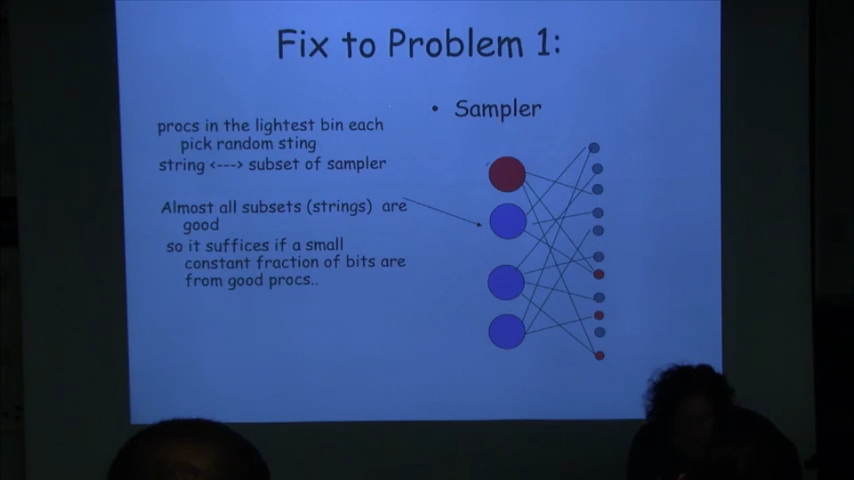 Fix to Problem 1:
• Sampler
procs in the lightest bin each
pick random sting
string <---> subset of sampler
Almost all subsets (strings) are
good
so it suffices if a small
constant fraction of bits are
from good procs..